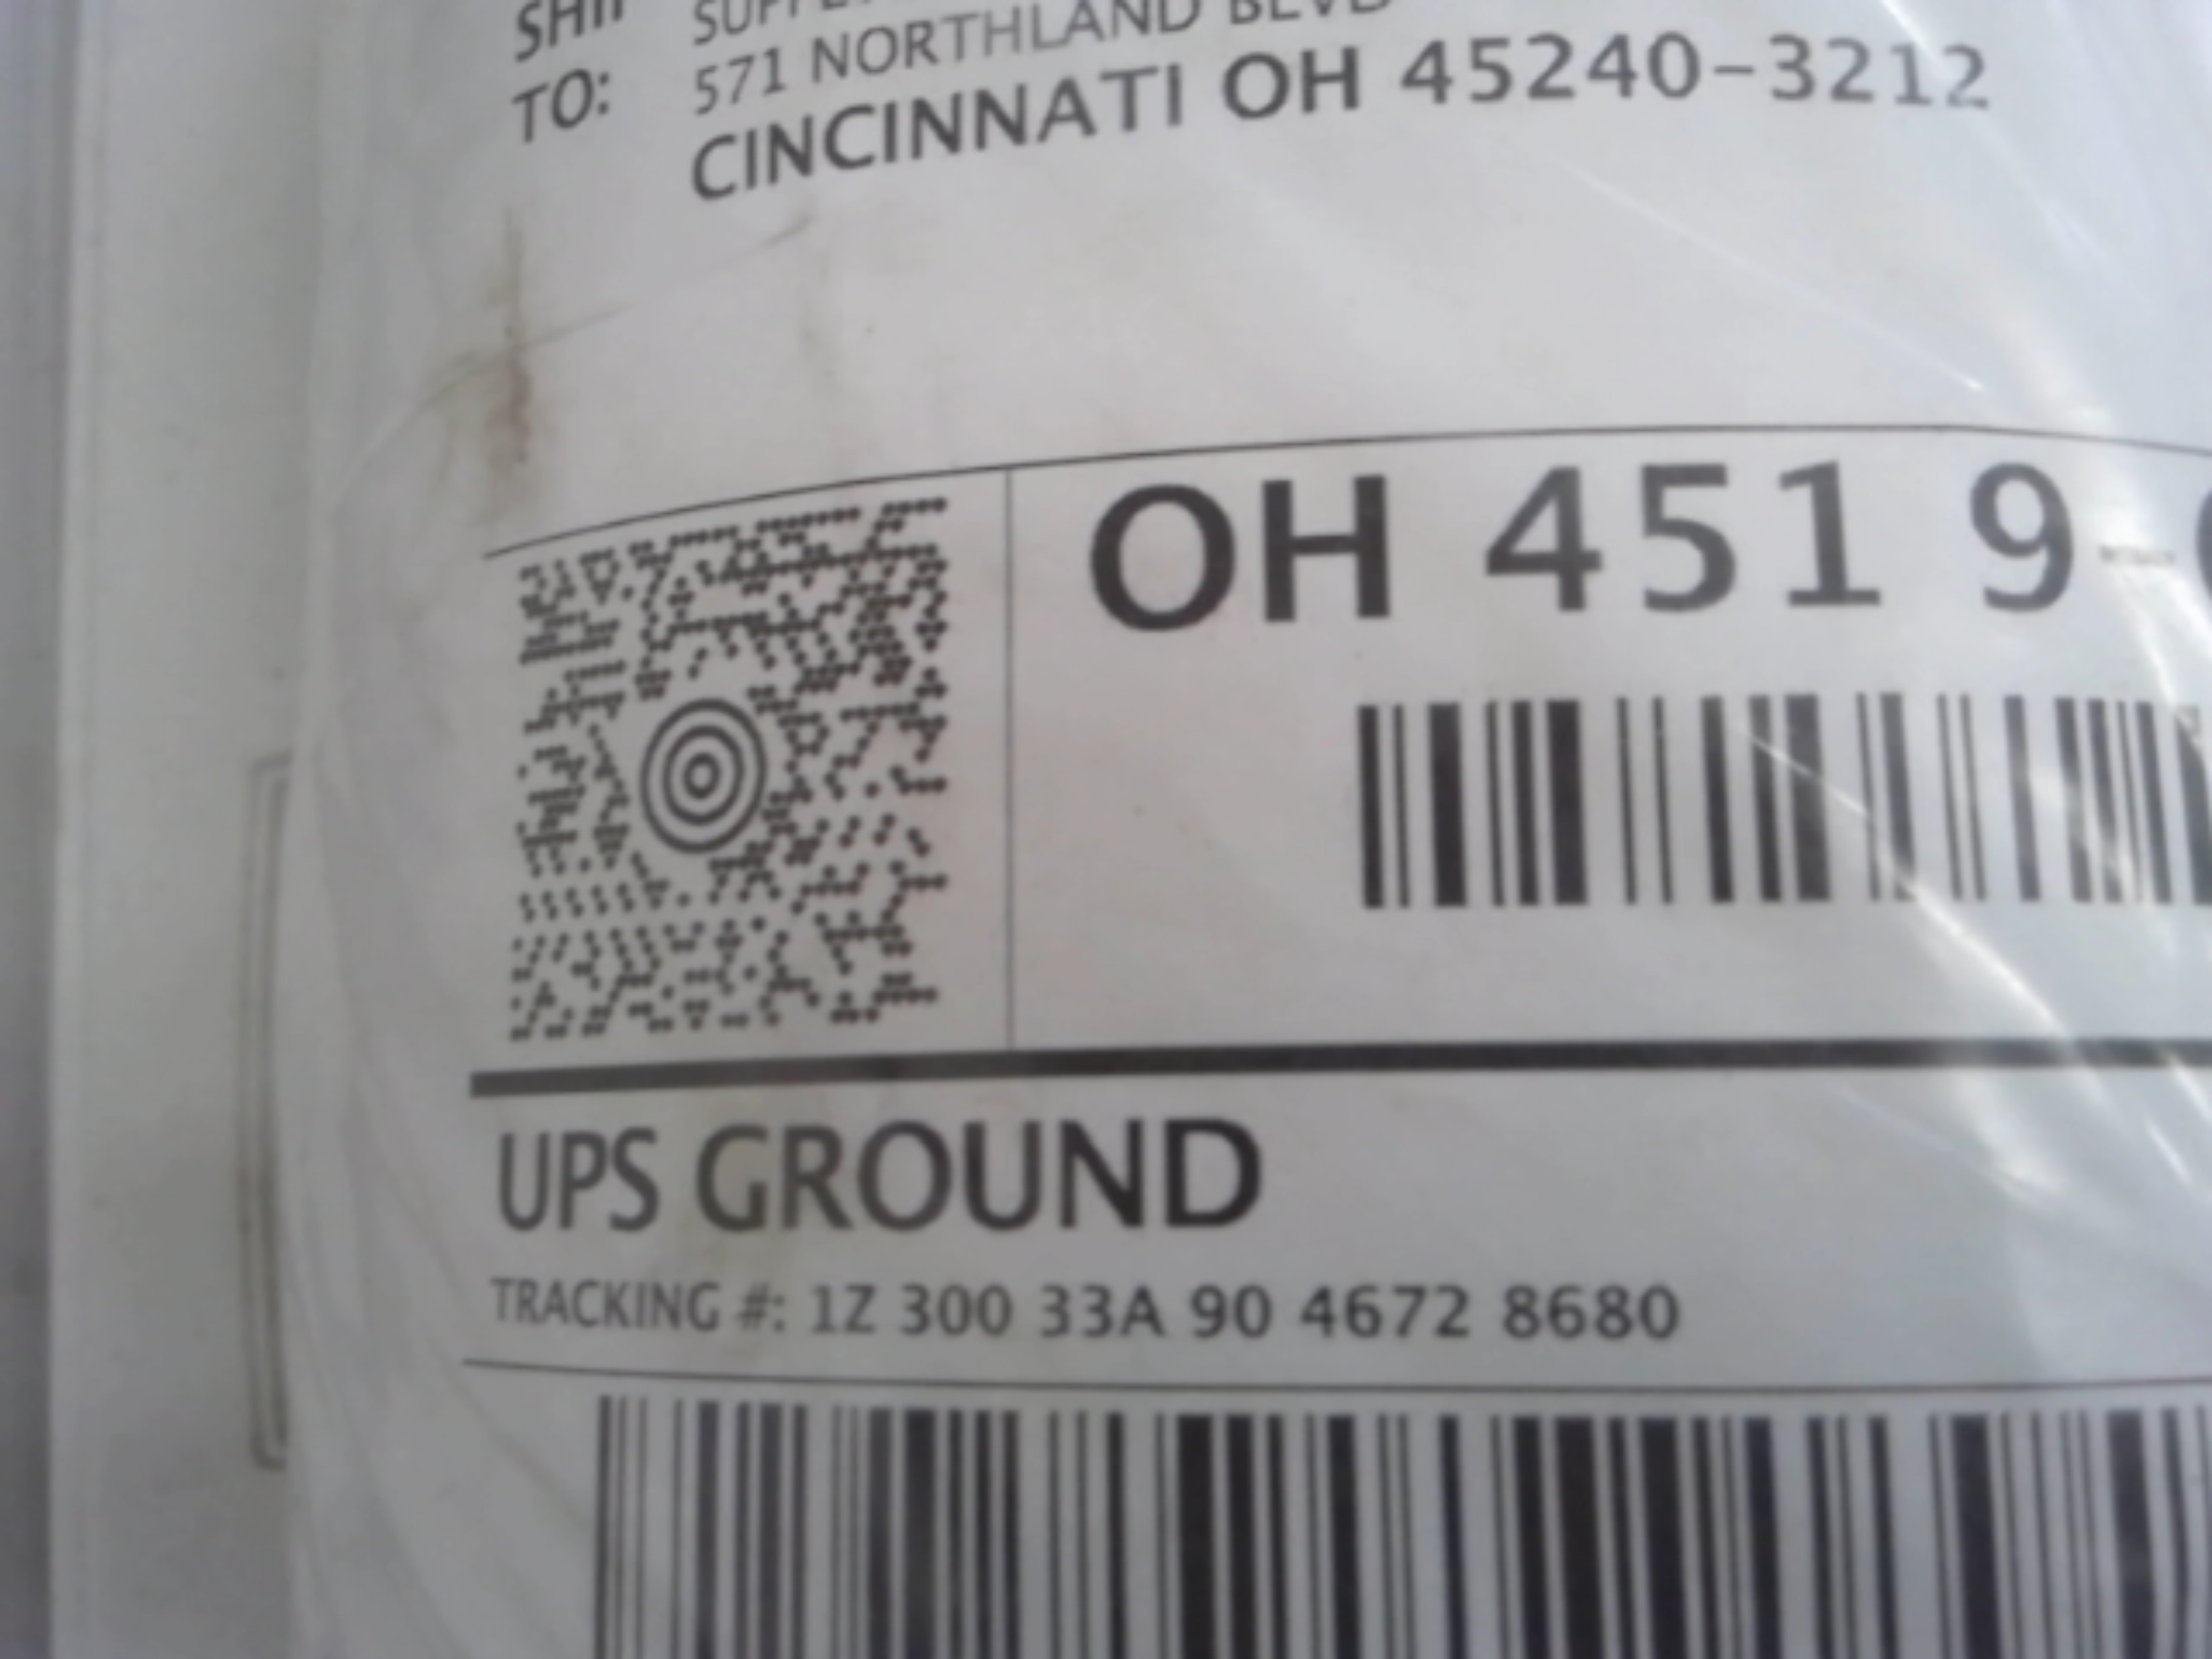 SHIP
TO:
571 NORTHLAND BLVD
CINCINNATI OH 45240-3212
OH 451 9-
UPS GROUND
TRACKING #: 1Z 300 33A 90 4672 8680